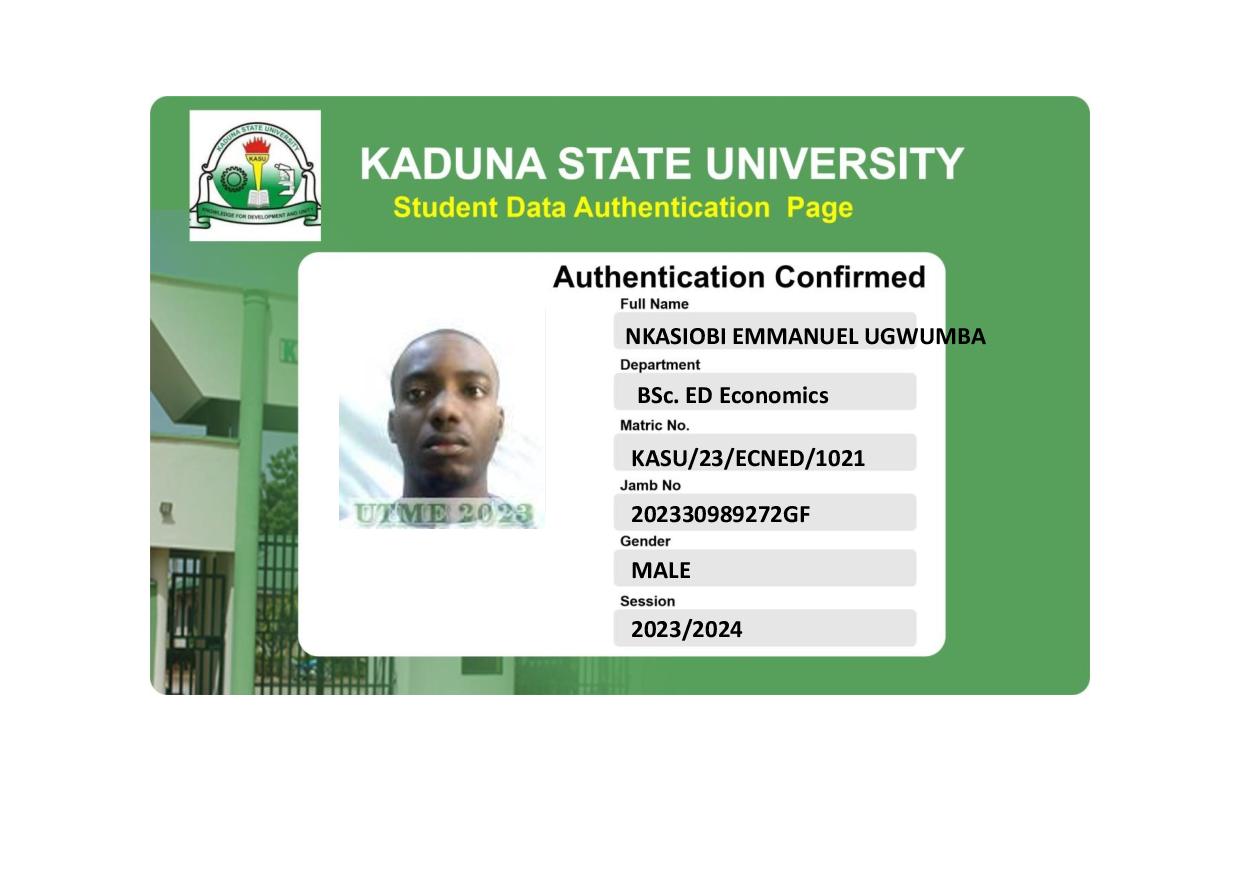 KADUNA STATE UNIVERSITY
KASU
KNOWLEDGE FOR DEVELOPMENT AND UNITY
KADUNA STATE UNIVERSITY
Student Data Authentication Page
Authentication Confirmed
Full Name
NKASIOBI EMMANUEL UGWUMBA
Department
BSc. ED Economics
Matric No.
KASU/23/ECNED/1021
Jamb No
202330989272GF
Gender
MALE
Session
2023/2024
UTME 2023
K